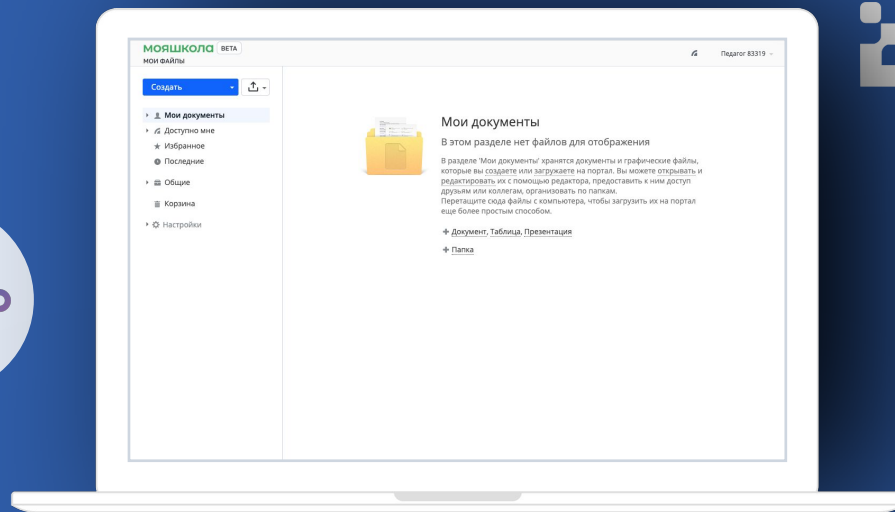 МОЯШКОЛА BETA
МОИ ФАЙЛЫ
Педагог 83319
Создать
Мои документы
Доступно мне
Избранное
Последние
Общие
Корзина
Настройки
Мои документы
В этом разделе нет файлов для отображения
В разделе 'Мои документы' хранятся документы и графические файлы,
которые вы создаете или загружаете на портал. Вы можете открывать и
редактировать их с помощью редактора, предоставить к ним доступ
друзьям или коллегам, организовать по папкам.
Перетащите сюда файлы с компьютера, чтобы загрузить их на портал
еще более простым способом.
Документ, Таблица, Презентация
Папка